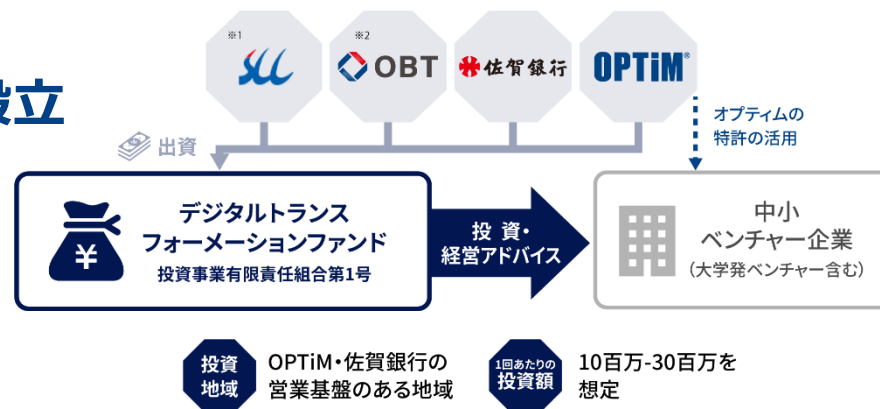 ※1
SCC
※2
OBT
佐賀銀行
OPTiM®
設立
オプティムの
特許の活用
出資
デジタルトランス
フォーメーションファンド
投資事業有限責任組合第1号
¥
投 資・
経営アドバイス
中小
ベンチャー企業
(大学発ベンチャー含む)
投資
地域
OPTiM・佐賀銀行の
営業基盤のある地域
1回あたりの
投資額
10百万-30百万を
想定